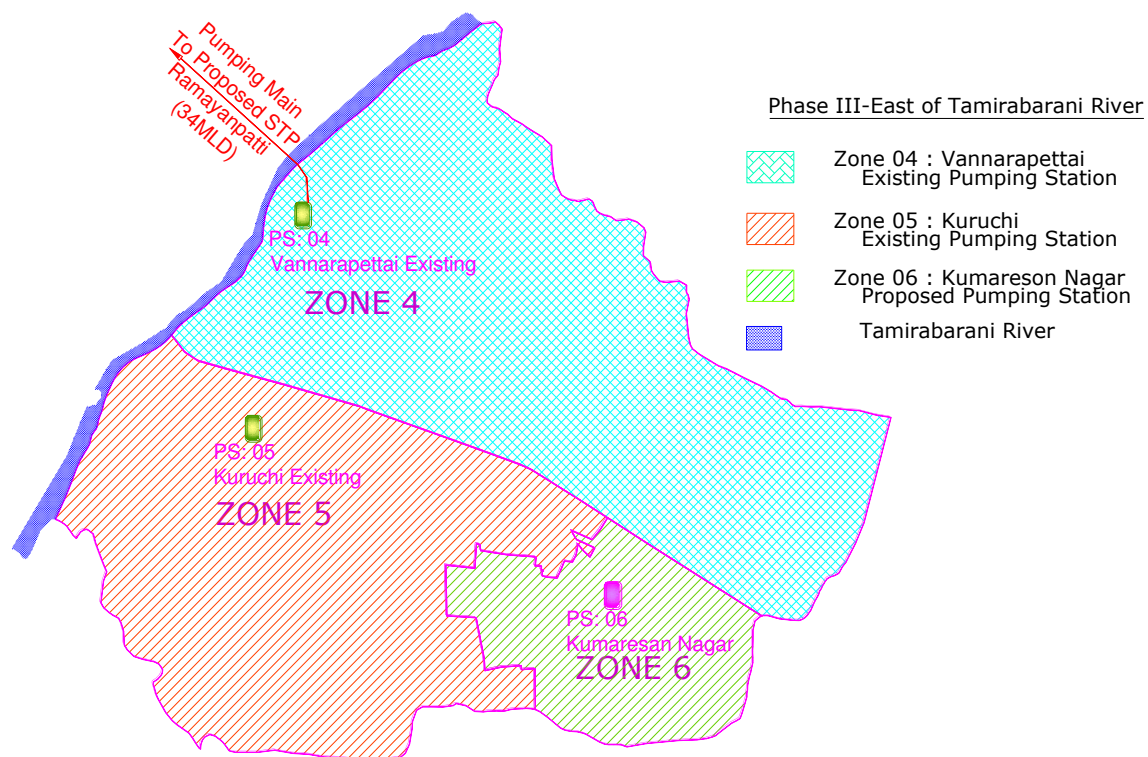 Pumping Main
To Proposed STP
Ramayanpatti
(34MLD)
PS: 04
Vannarapettai Existing
ZONE 4
PS: 05
Kuruchi Existing
ZONE 5
PS: 06
Kumaresan Nagar
ZONE 6
Phase III-East of Tamirabarani River
Zone 04 : Vannarapettai
Existing Pumping Station
Zone 05 : Kuruchi
Existing Pumping Station
Zone 06 : Kumareson Nagar
Proposed Pumping Station
Tamirabarani River